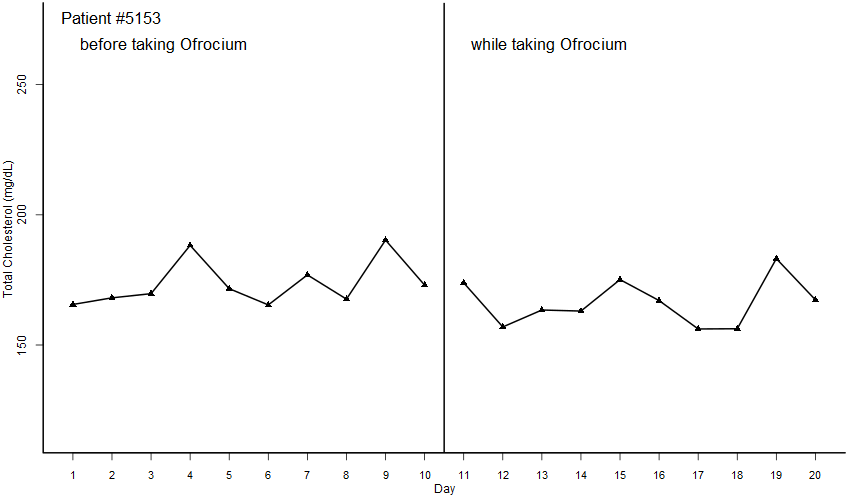 Patient #5153
before taking Ofrocium
while taking Ofrocium
250
200
150
Total Cholesterol (mg/dL)
1 2 3 4 5 6 7 8 9 10 11 12 13 14 15 16 17 18 19 20
Day